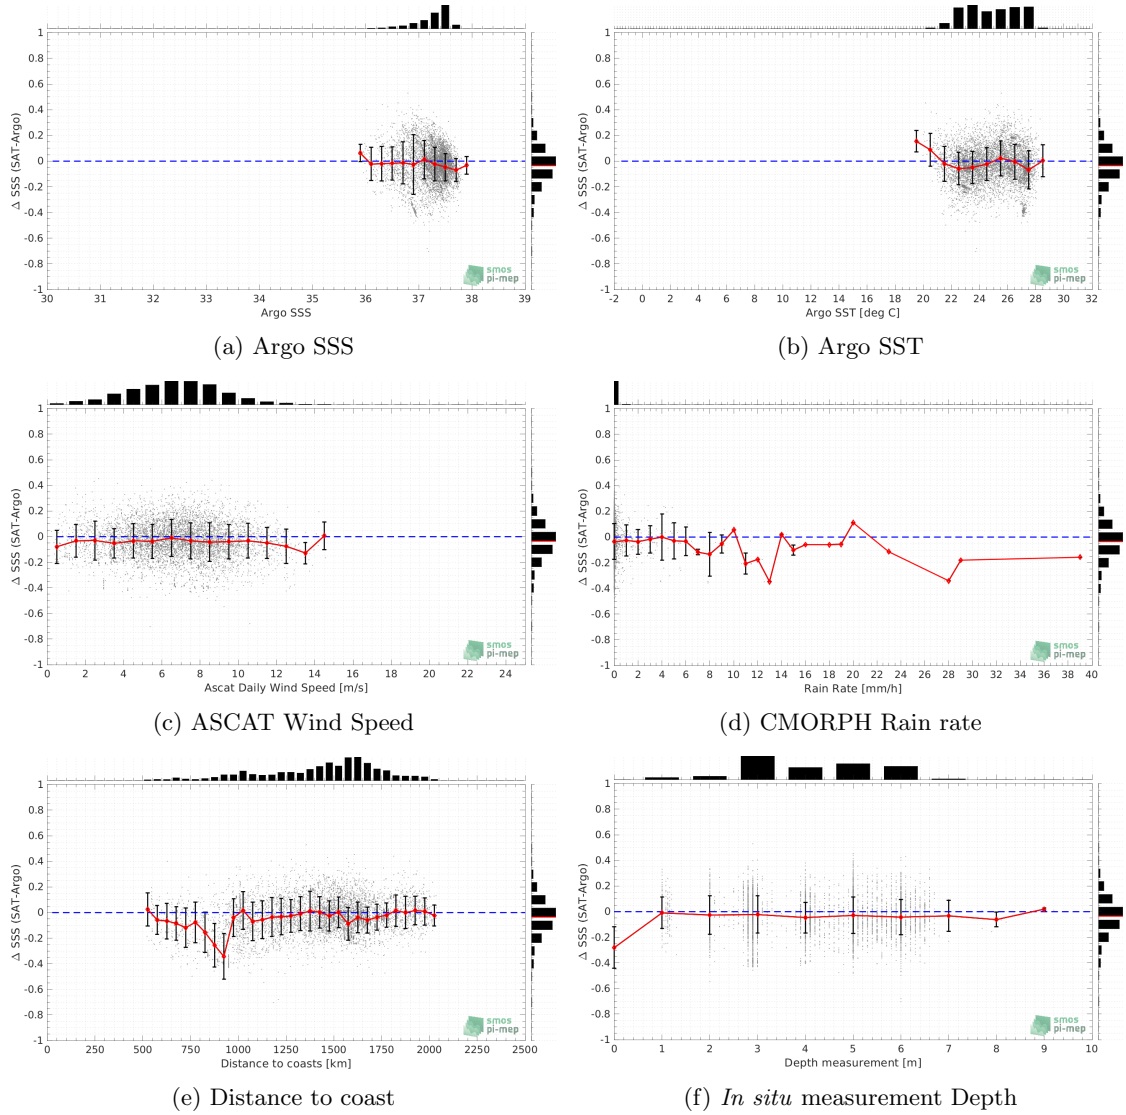 1
0.8
0.6
0.4
0.2
0
-0.2
-0.4
-0.6
-0.8
-1
Δ SSS (SAT-Argo)
smos
pi-mep
30 31 32 33 34 35 36 37 38 39
Argo SSS
(a) Argo SSS
1
0.8
0.6
0.4
0.2
0
-0.2
-0.4
-0.6
-0.8
-1
Δ SSS (SAT-Argo)
smos
pi-mep
-2 0 2 4 6 8 10 12 14 16 18 20 22 24 26 28 30 32
Argo SST [deg C]
(b) Argo SST
1
0.8
0.6
0.4
0.2
0
-0.2
-0.4
-0.6
-0.8
-1
Δ SSS (SAT-Argo)
smos
pi-mep
0 2 4 6 8 10 12 14 16 18 20 22 24
Ascat Daily Wind Speed [m/s]
(c) ASCAT Wind Speed
1
0.8
0.6
0.4
0.2
0
-0.2
-0.4
-0.6
-0.8
-1
Δ SSS (SAT-Argo)
smos
pi-mep
0 2 4 6 8 10 12 14 16 18 20 22 24 26 28 30 32 34 36 38 40
Rain Rate [mm/h]
(d) CMORPH Rain rate
1
0.8
0.6
0.4
0.2
0
-0.2
-0.4
-0.6
-0.8
-1
Δ SSS (SAT-Argo)
smos
pi-mep
0 250 500 750 1000 1250 1500 1750 2000 2250 2500
Distance to coasts [km]
(e) Distance to coast
1
0.8
0.6
0.4
0.2
0
-0.2
-0.4
-0.6
-0.8
-1
Δ SSS (SAT-Argo)
smos
pi-mep
0 1 2 3 4 5 6 7 8 9 10
Depth measurement [m]
(f) In situ measurement Depth